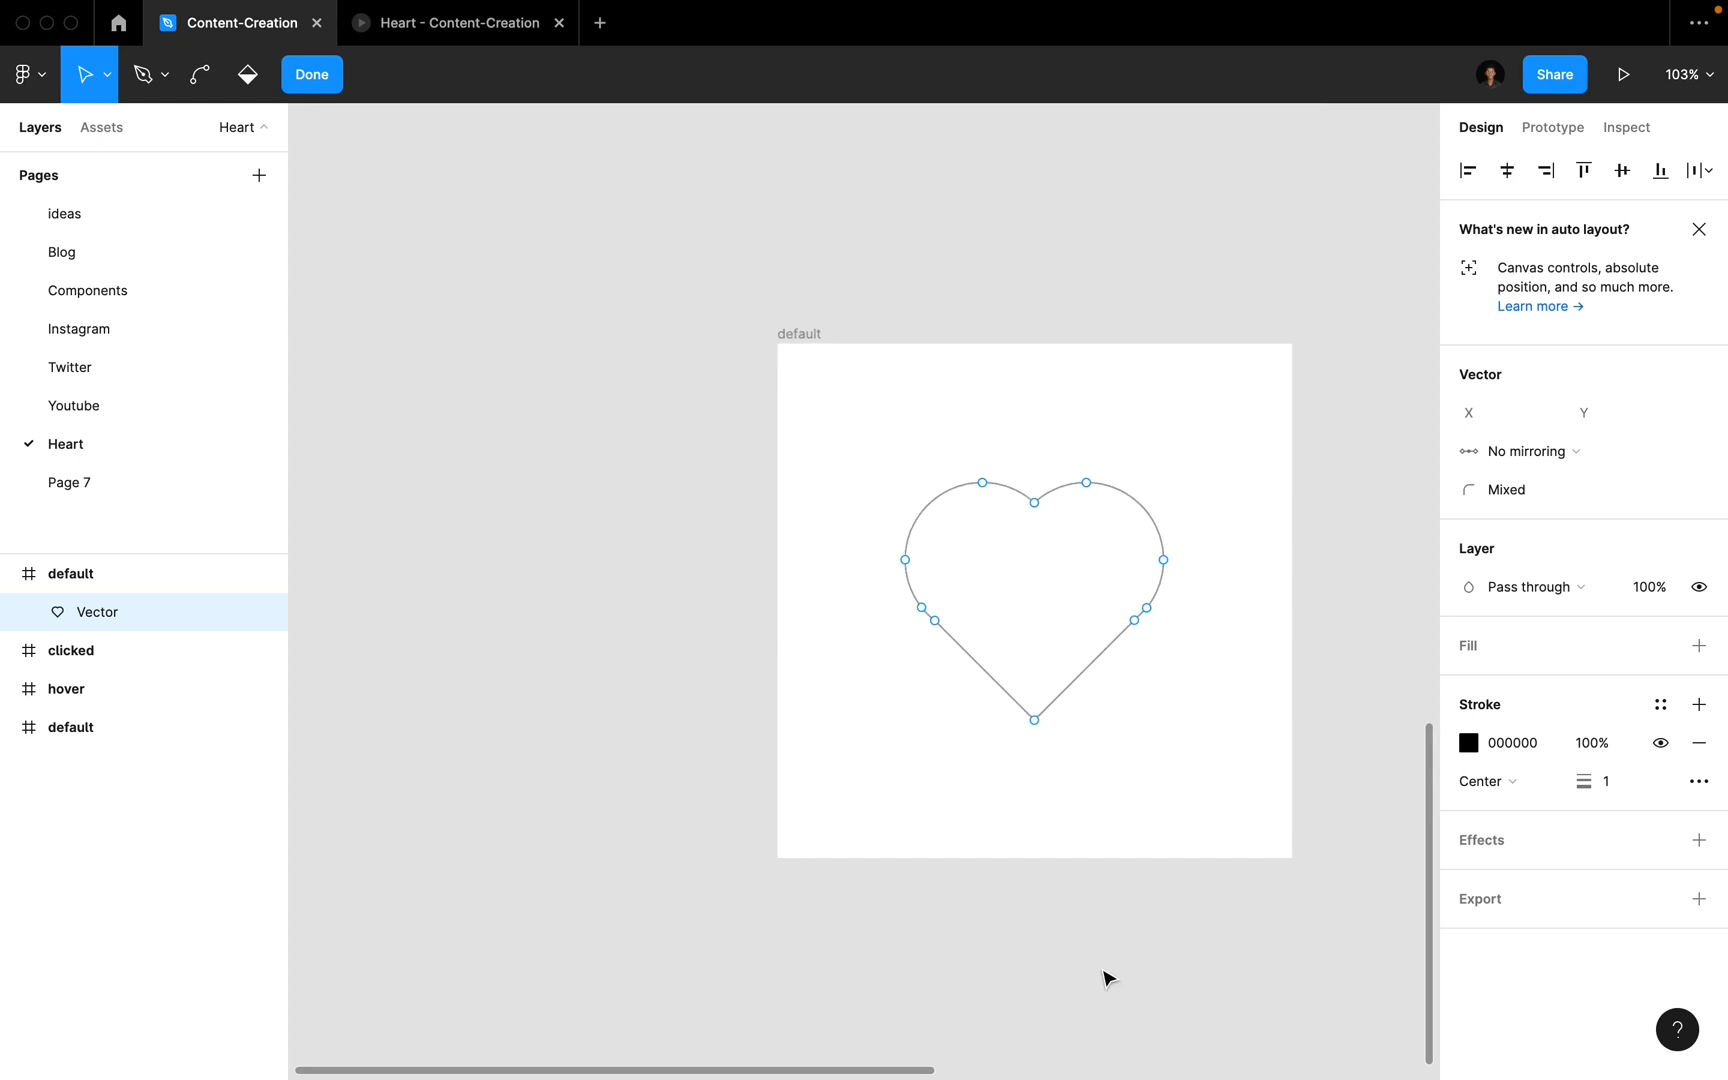 Content-Creation
Heart - Content-Creation
Done
Share
103%
Layers
Assets
Heart
Pages
ideas
Blog
Components
Instagram
Twitter
Youtube
Heart
Page 7
default
Vector
clicked
hover
default
default
Design
Prototype
Inspect
What's new in auto layout?
Canvas controls, absolute
position, and so much more.
Learn more →
Vector
X
Y
No mirroring
Mixed
Layer
Pass through
100%
Fill
Stroke
000000
100%
Center
1
Effects
Export
?